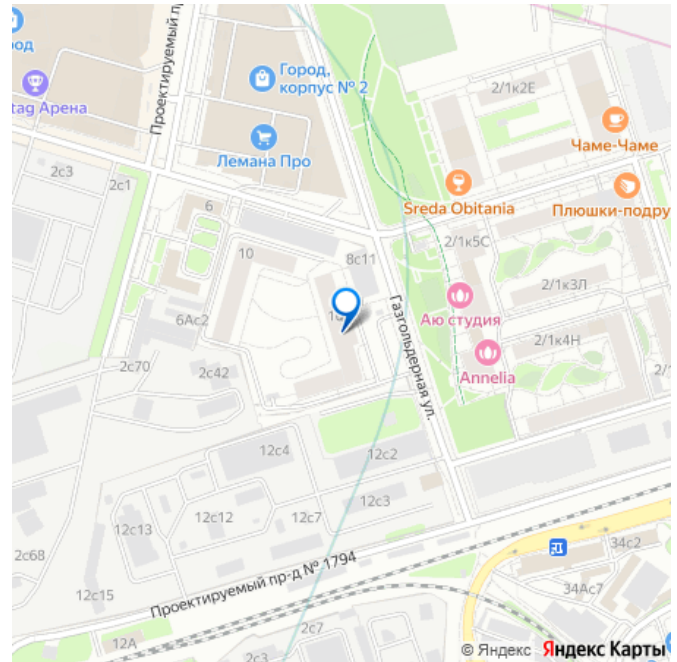 Проектируемый пр
род
Город,
корпус № 2
tag Арена
Лемана Про
2/1к2Е
Чаме-Чаме
Sreda Obitania
Плюшки-подру
2с3
2с1
6
2/1к5С
10
8с11
2/1к3Л
6Ас2
Газгольдерная ул.
Аю студия
2/1к4Н
Annelia
2/1
2с70
2с42
12с4
12с2
12с3
12с13
12с12
12с7
2с68
Проектируемый пр-д № 1794
34с2
12с15
34Ас7
12А
2с7
2с3
© Яндекс Яндекс Карты